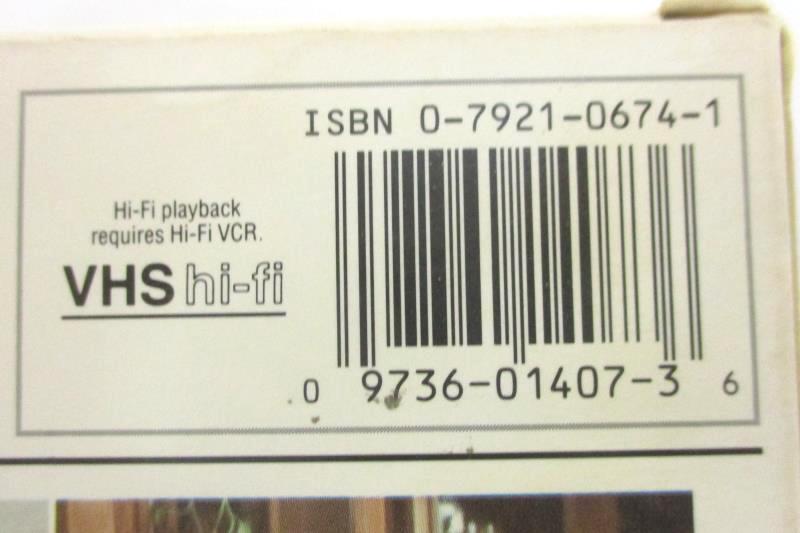 ISBN 0-7921-0674-1
Hi-Fi playback
requires Hi-Fi VCR.
VHS hi-fi
0 9736-01407-3 6